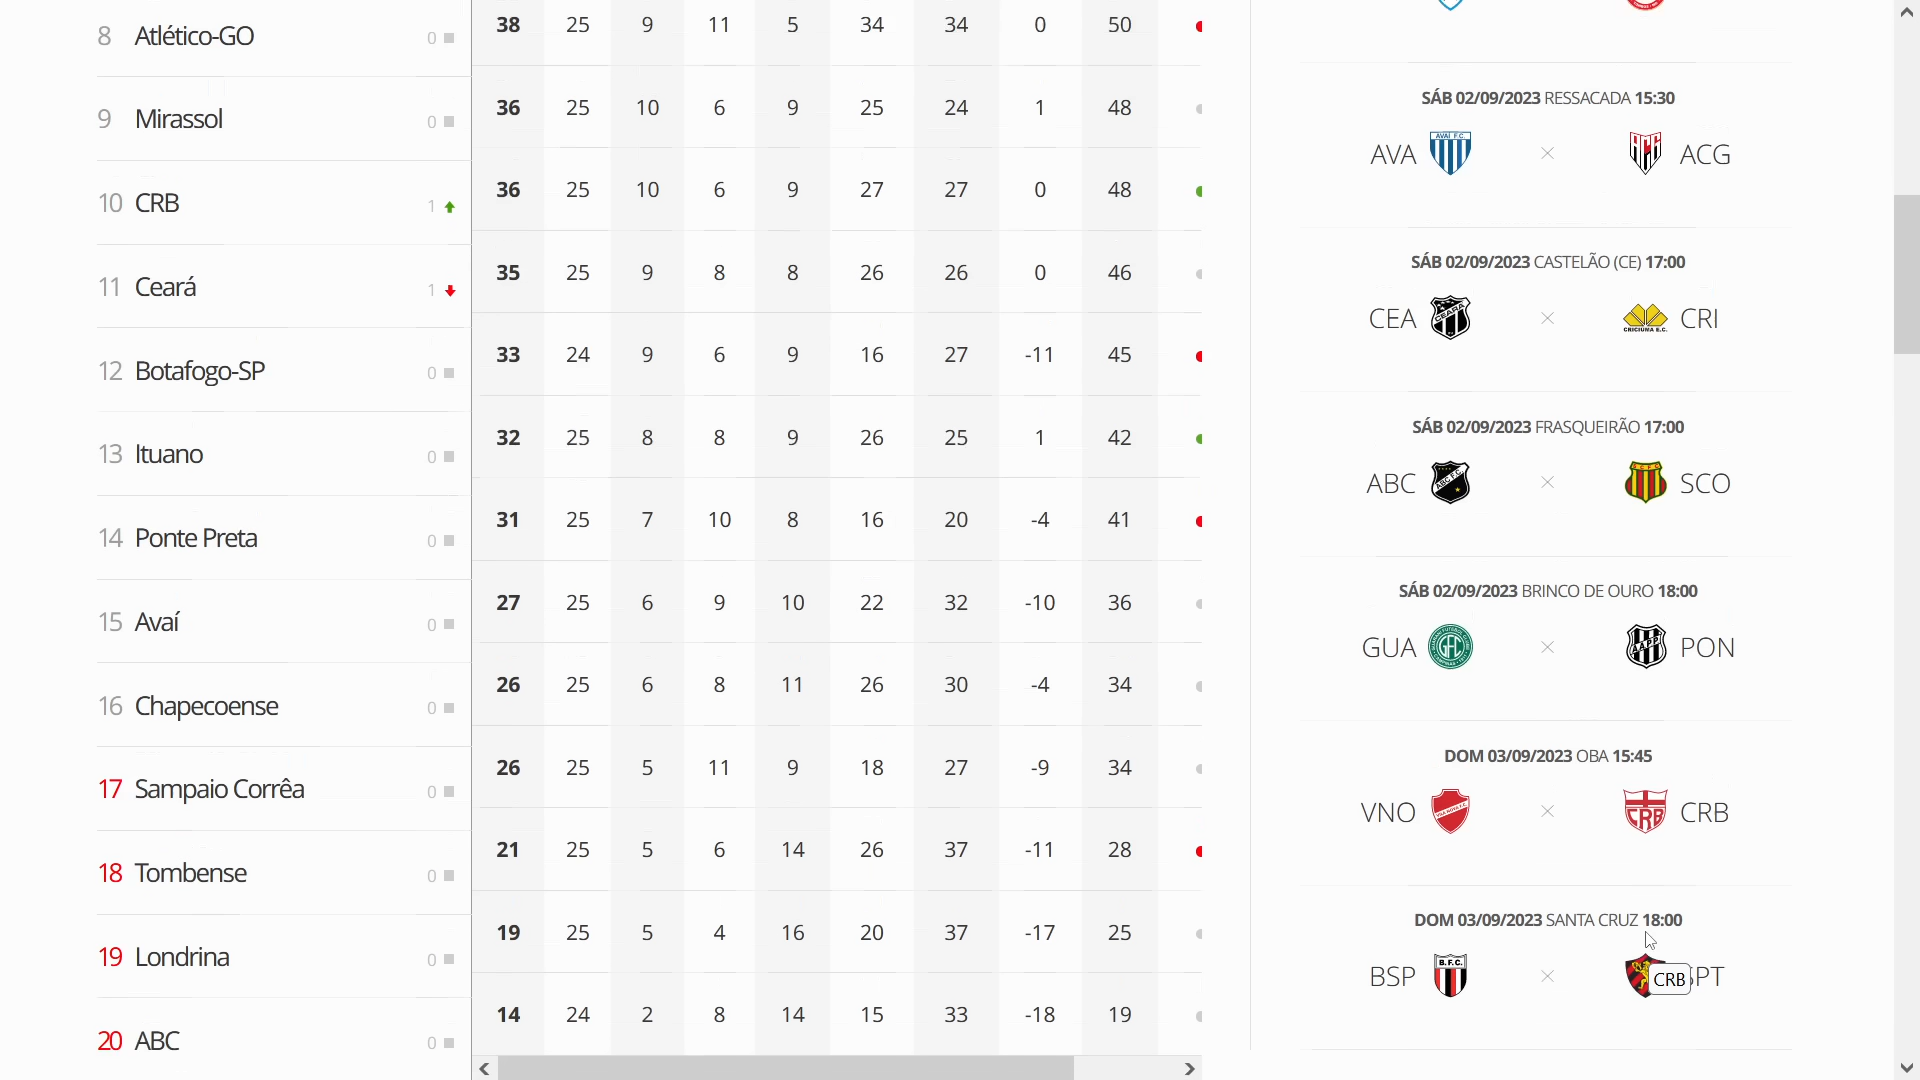 8 Atlético-GO 0 38 25 9 11 5 34 34 0 50
9 Mirassol 0 36 25 10 6 9 25 24 1 48
10 CRB 1 36 25 10 6 9 27 27 0 48
11 Ceará 1 35 25 9 8 8 26 26 0 46
12 Botafogo-SP 0 33 24 9 6 9 16 27 -11 45
13 Ituano 0 32 25 8 8 9 26 25 1 42
14 Ponte Preta 0 31 25 7 10 8 16 20 -4 41
15 Avaí 0 27 25 6 9 10 22 32 -10 36
16 Chapecoense 0 26 25 6 8 11 26 30 -4 34
17 Sampaio Corrêa 0 26 25 5 11 9 18 27 -9 34
18 Tombense 0 21 25 5 6 14 26 37 -11 28
19 Londrina 0 19 25 5 4 16 20 37 -17 25
20 ABC 0 14 24 2 8 14 15 33 -18 19
SÁB 02/09/2023 RESSACADA 15:30
AVA AVAÍ F.C. × ACG
SÁB 02/09/2023 CASTELÃO (CE) 17:00
CEA CEARÁ × CRICIÚMA E.C. CRI
SÁB 02/09/2023 FRASQUEIRÃO 17:00
ABC ABC F.C. × SCO
SÁB 02/09/2023 BRINCO DE OURO 18:00
GUA GFC × AAPP PON
DOM 03/09/2023 OBA 15:45
VNO × CRB CRB
DOM 03/09/2023 SANTA CRUZ 18:00
BSP B.F.C. × CRB PT